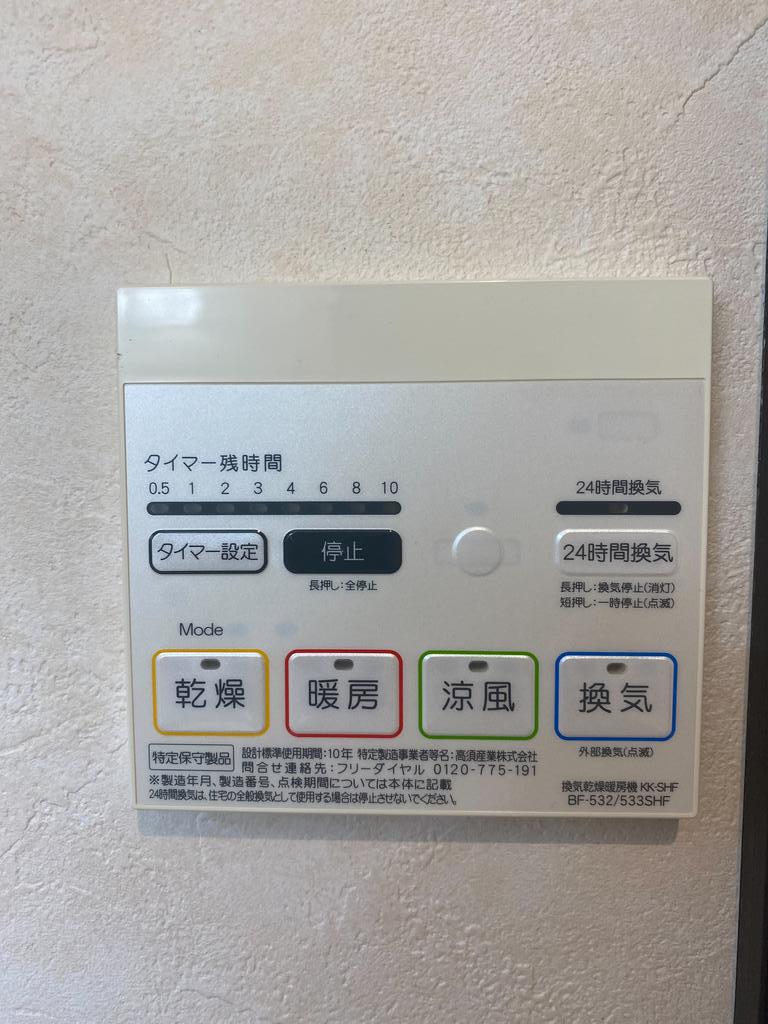 タイマー残時間
0.5 1 2 3 4 6 8 10
24時間換気
タイマー設定 停止 24時間換気
長押し:全停止
長押し:換気停止(消灯)
短押し:一時停止(点滅)
Mode
乾燥 暖房 涼風 換気
外部換気(点滅)
特定保守製品 設計標準使用期間:10年 特定製造事業者等名:高須産業株式会社
問合せ連絡先:フリーダイヤル 0120-775-191
※製造年月、製造番号、点検期間については本体に記載
24時間換気は、住宅の全般換気として使用する場合は停止させないでください。
換気乾燥暖房機 KK-SHF
BF-532/533SHF